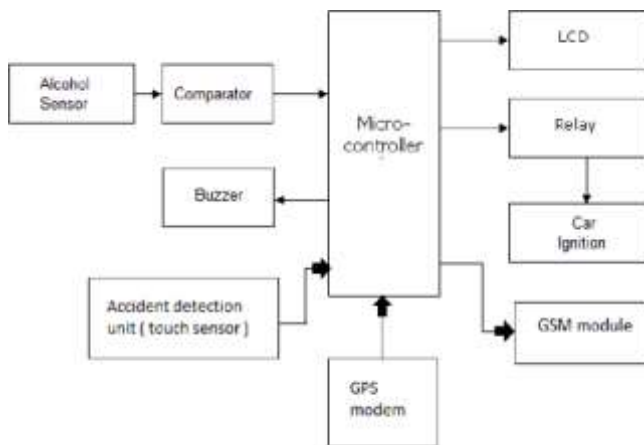 LCD
Alcohol
Sensor
Comparator
Micro-
controller
Relay
Buzzer
Car
Ignition
Accident detection
unit ( touch sensor )
GSM module
GPS
modem